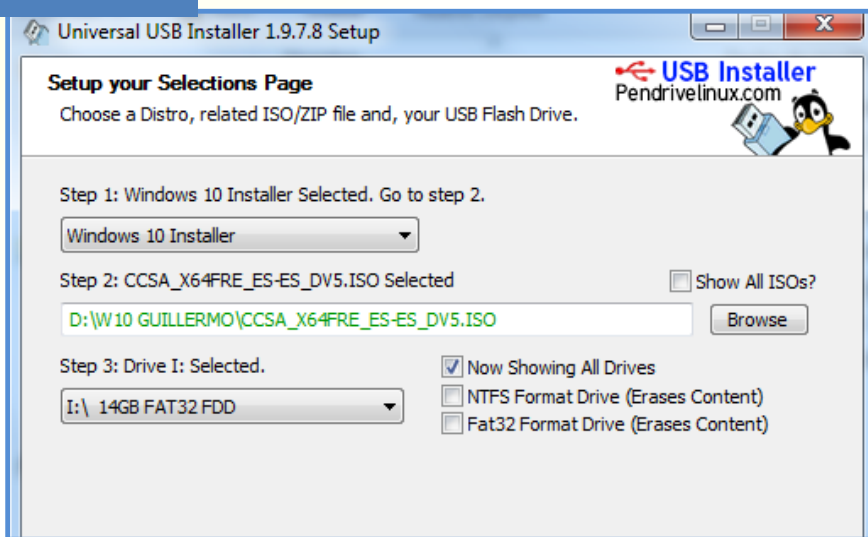 Universal USB Installer 1.9.7.8 Setup
Setup your Selections Page
Choose a Distro, related ISO/ZIP file and, your USB Flash Drive.
USB Installer
Pendrivelinux.com
Step 1: Windows 10 Installer Selected. Go to step 2.
Windows 10 Installer
Step 2: CCSA_X64FRE_ES-ES_DV5.ISO Selected
Show All ISOs?
D:\W10 GUILLERMO\CCSA_X64FRE_ES-ES_DV5.ISO
Browse
Step 3: Drive I: Selected.
Now Showing All Drives
I:\ 14GB FAT32 FDD
NTFS Format Drive (Erases Content)
Fat32 Format Drive (Erases Content)